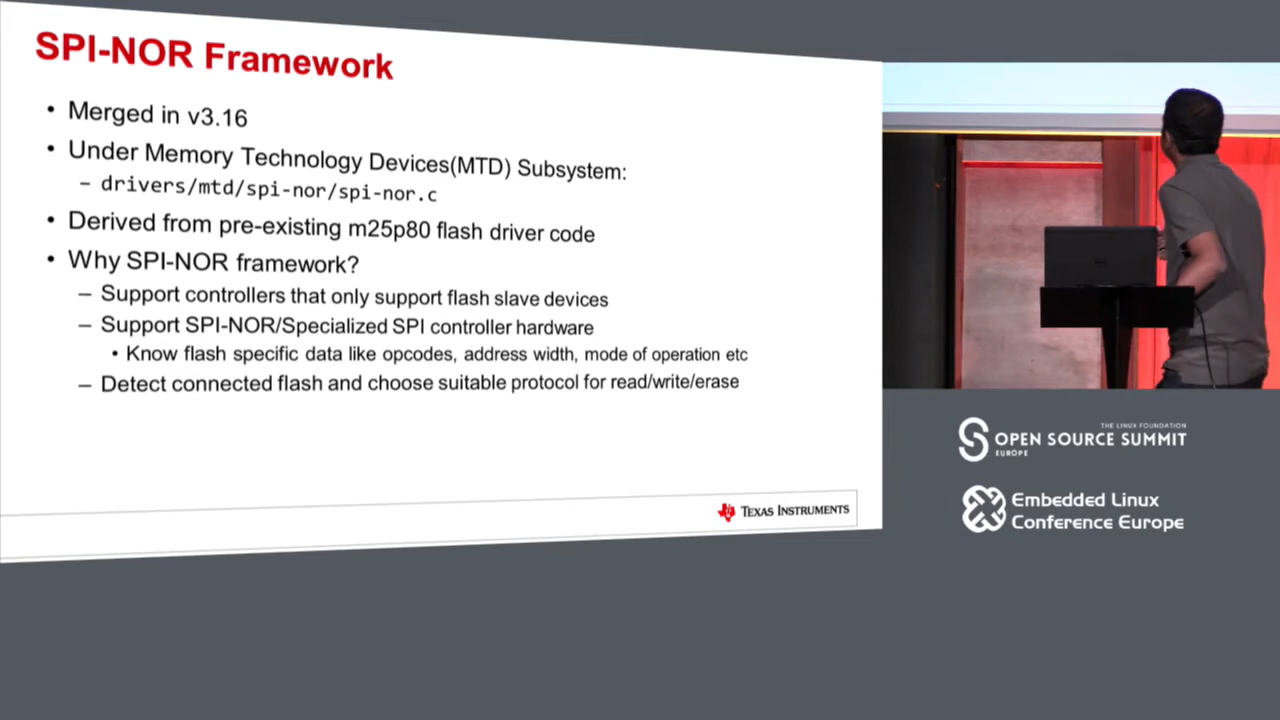 SPI-NOR Framework
• Merged in v3.16
• Under Memory Technology Devices(MTD) Subsystem:
– drivers/mtd/spi-nor/spi-nor.c
• Derived from pre-existing m25p80 flash driver code
• Why SPI-NOR framework?
– Support controllers that only support flash slave devices
– Support SPI-NOR/Specialized SPI controller hardware
• Know flash specific data like opcodes, address width, mode of operation etc
– Detect connected flash and choose suitable protocol for read/write/erase
TEXAS INSTRUMENTS
THE LINUX FOUNDATION
OPEN SOURCE SUMMIT
EUROPE
Embedded Linux
Conference Europe